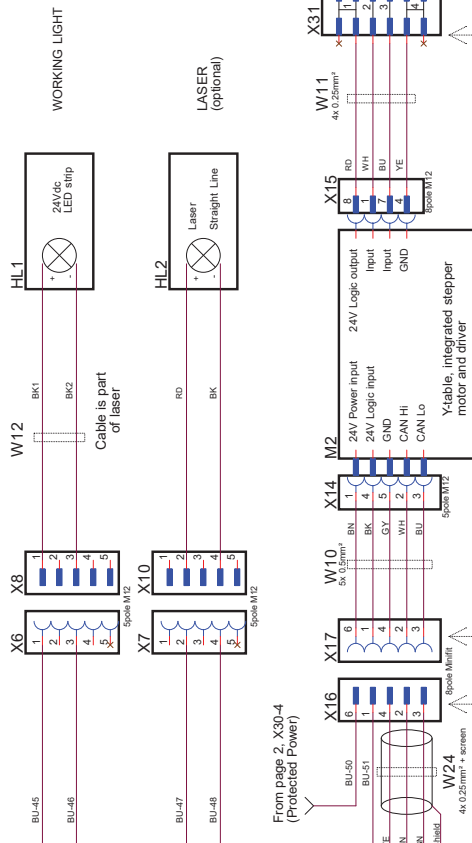 WORKING LIGHT
LASER
(optional)
HL1
24Vdc
LED strip
+
-
HL2
Laser
Straight Line
+
-
BK1
BK2
W12
Cable is part
of laser
RD
BK
X8
1
2
3
4
5
X6
1
2
3
4
5
5pole M12
X10
1
2
3
4
5
X7
1
2
3
4
5
5pole M12
BU-45
BU-46
BU-47
BU-48
X31
1
2
3
4
W11
4x 0.25mm²
RD
WH
BU
YE
X15
8
1
7
4
8pole M12
24V Logic output
Input
Input
GND
M2
24V Power input
24V Logic input
GND
CAN Hi
CAN Lo
Y-table, integrated stepper
motor and driver
X14
1
4
5
2
3
5pole M12
BN
BK
GY
WH
BU
W10
5x 0.5mm²
X17
6
1
4
2
3
8pole Minifit
X16
6
1
4
2
3
From page 2, X30-4
(Protected Power)
BU-50
BU-51
W24
4x 0.25mm² + screen